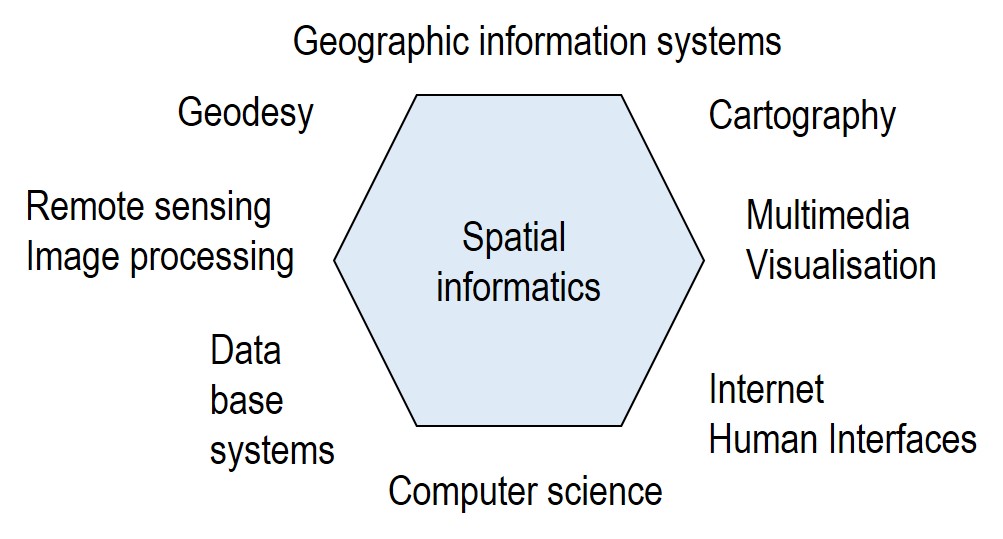 Geographic information systems
Geodesy
Cartography
Remote sensing
Image processing
Spatial
informatics
Multimedia
Visualisation
Data
base
systems
Internet
Human Interfaces
Computer science